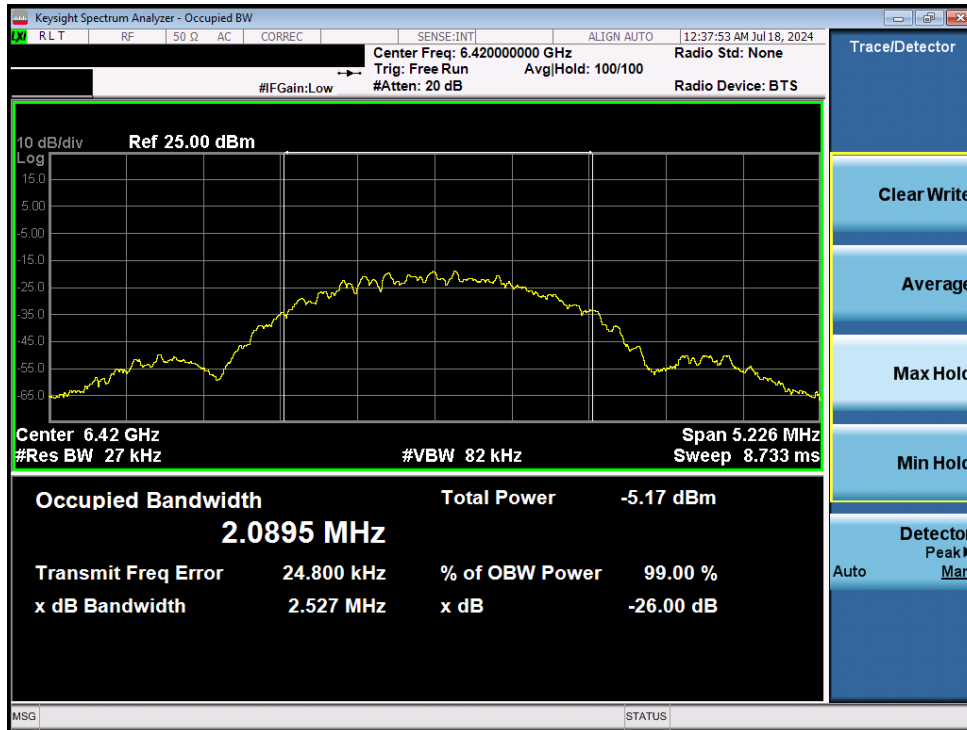 Keysight Spectrum Analyzer - Occupied BW
LXI RLT RF 50 Ω AC CORREC SENSE:INT ALIGN AUTO 12:37:53 AM Jul 18, 2024
Center Freq: 6.420000000 GHz Radio Std: None
Trig: Free Run Avg|Hold: 100/100
#IFGain:Low #Atten: 20 dB Radio Device: BTS
Trace/Detector
10 dB/div Ref 25.00 dBm
Log
15.0
5.00
-5.00
-15.0
-25.0
-35.0
-45.0
-55.0
-65.0
Center 6.42 GHz Span 5.226 MHz
#Res BW 27 kHz #VBW 82 kHz Sweep 8.733 ms
Occupied Bandwidth Total Power -5.17 dBm
2.0895 MHz
Transmit Freq Error 24.800 kHz % of OBW Power 99.00 %
x dB Bandwidth 2.527 MHz x dB -26.00 dB
Clear Write
Average
Max Hold
Min Hold
Detector
Peak
Auto Man
MSG STATUS